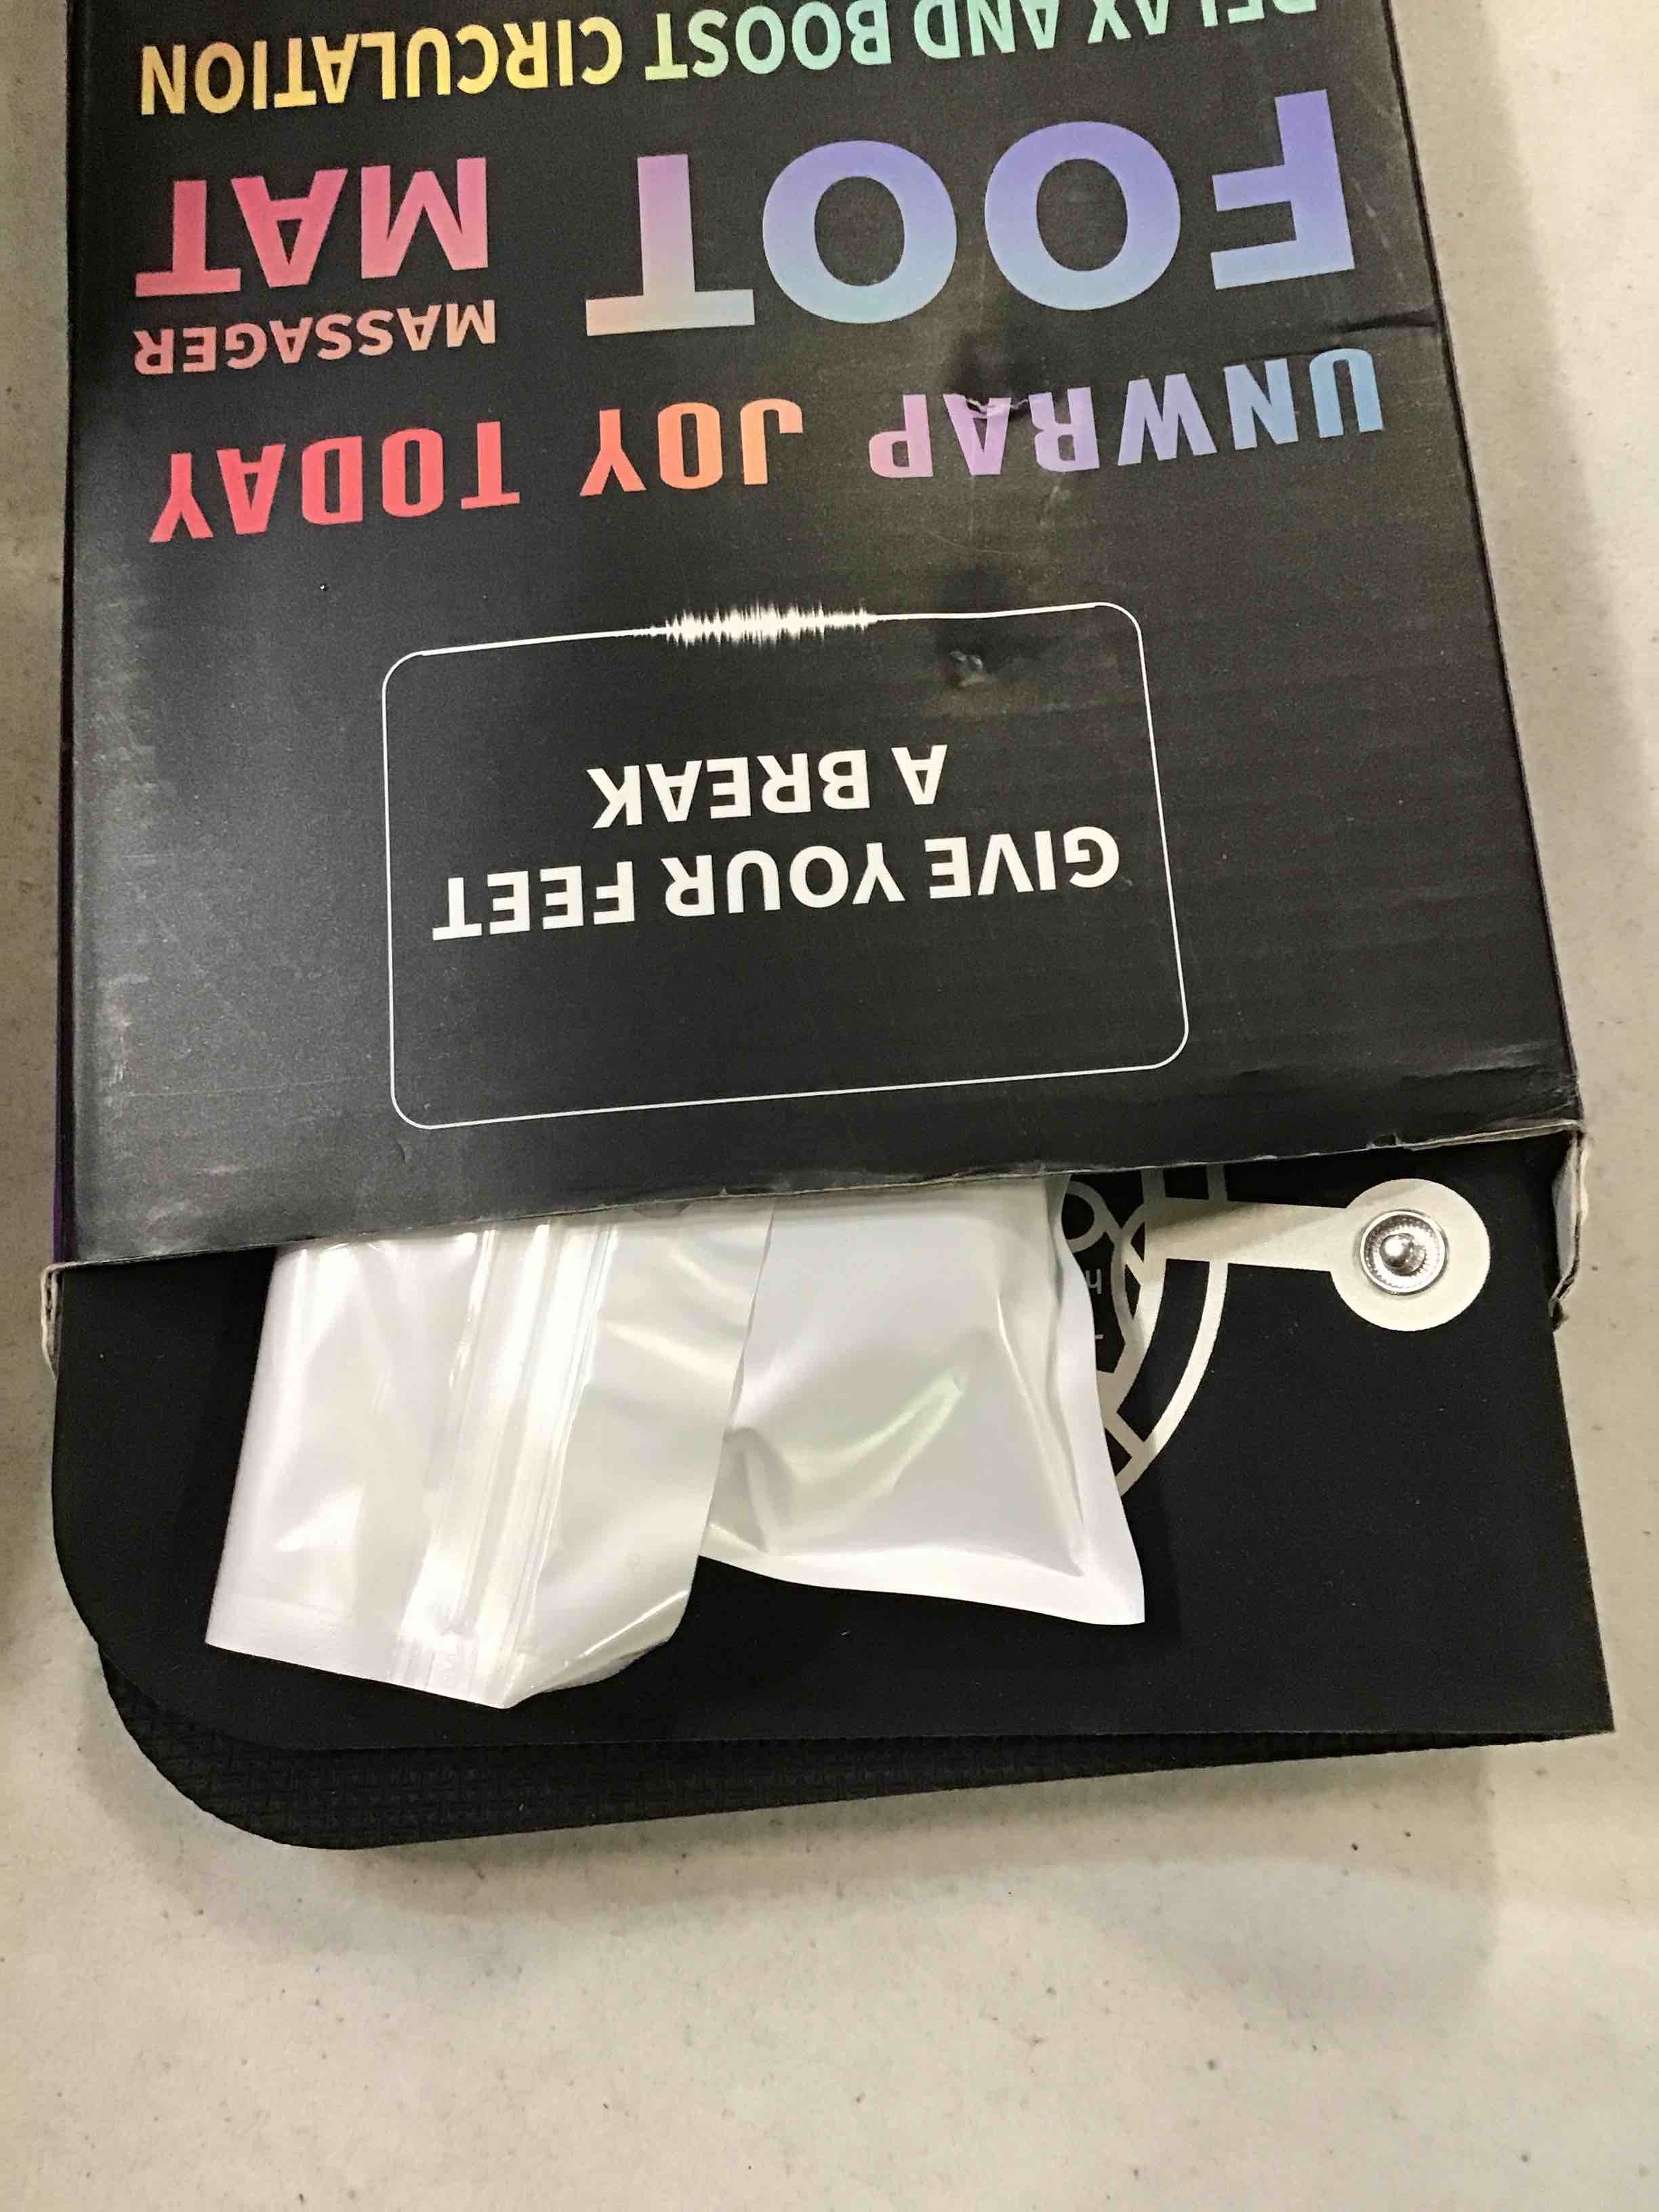 GIVE YOUR FEET
A BREAK
UNWRAP JOY TODAY
FOOT
MASSAGER
MAT
RELAX AND BOOST CIRCULATION